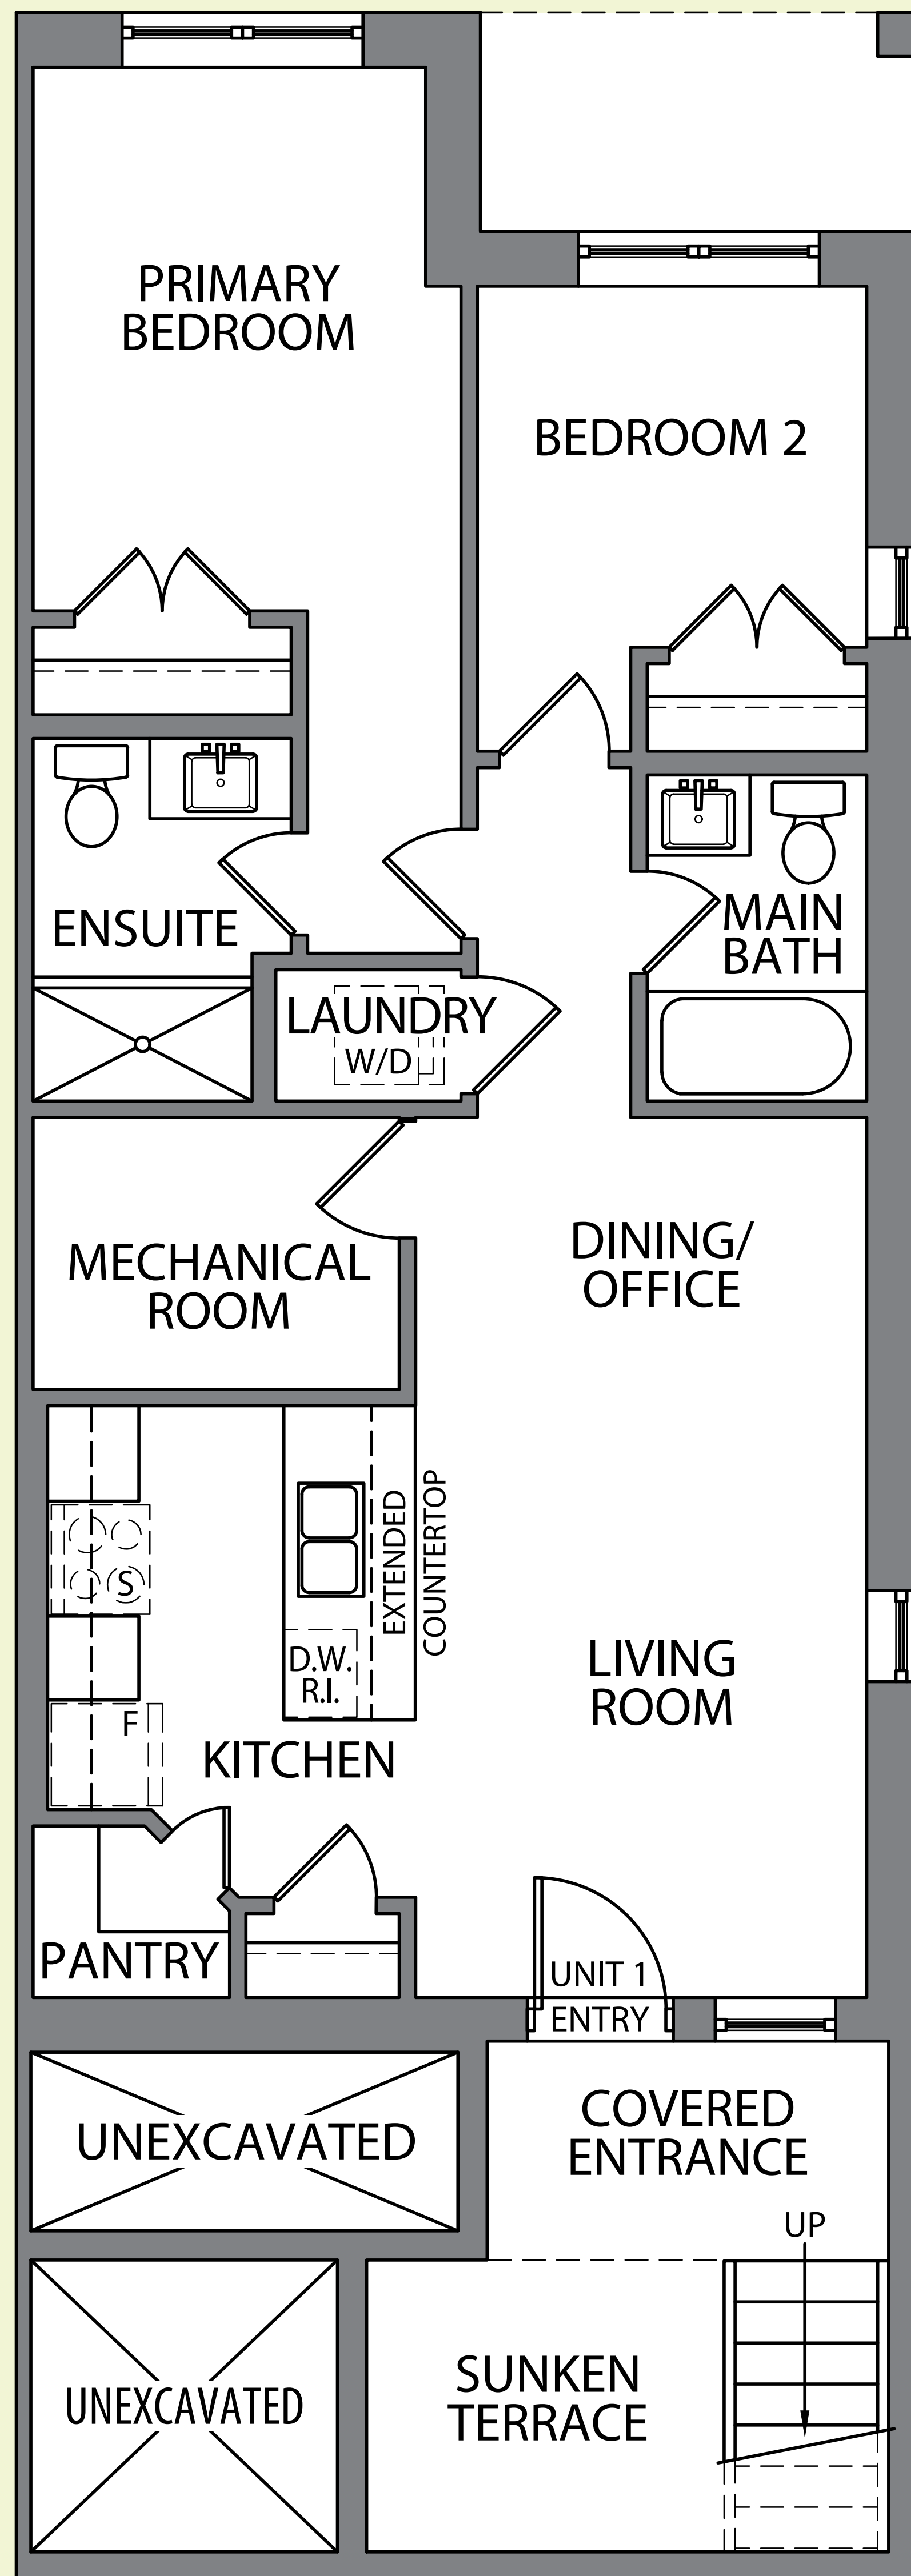 PRIMARY
BEDROOM
BEDROOM 2
ENSUITE
MAIN
BATH
LAUNDRY
W/D
MECHANICAL
ROOM
DINING/
OFFICE
EXTENDED
COUNTERTOP
S
D.W.
R.I.
F
KITCHEN
LIVING
ROOM
PANTRY
UNIT 1
ENTRY
UNEXCAVATED
COVERED
ENTRANCE
UP
UNEXCAVATED
SUNKEN
TERRACE